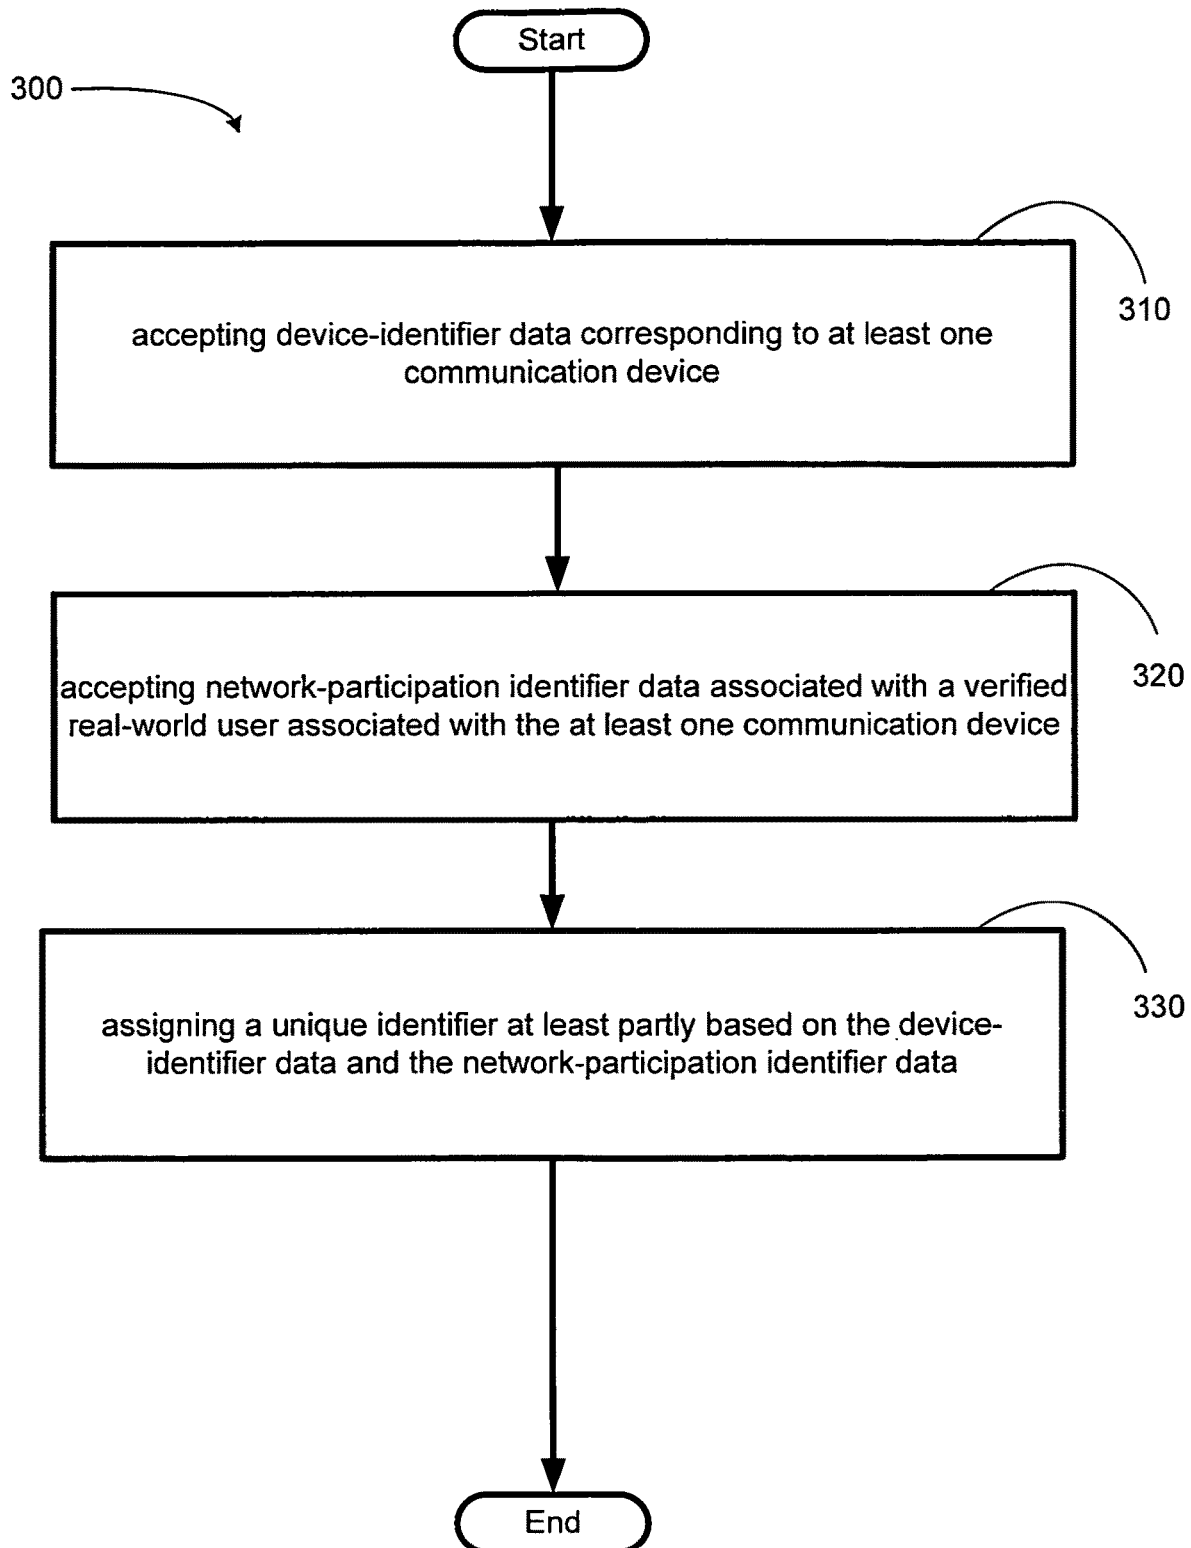 Start
300
310
accepting device-identifier data corresponding to at least one
communication device
320
accepting network-participation identifier data associated with a verified
real-world user associated with the at least one communication device
330
assigning a unique identifier at least partly based on the device-
identifier data and the network-participation identifier data
End